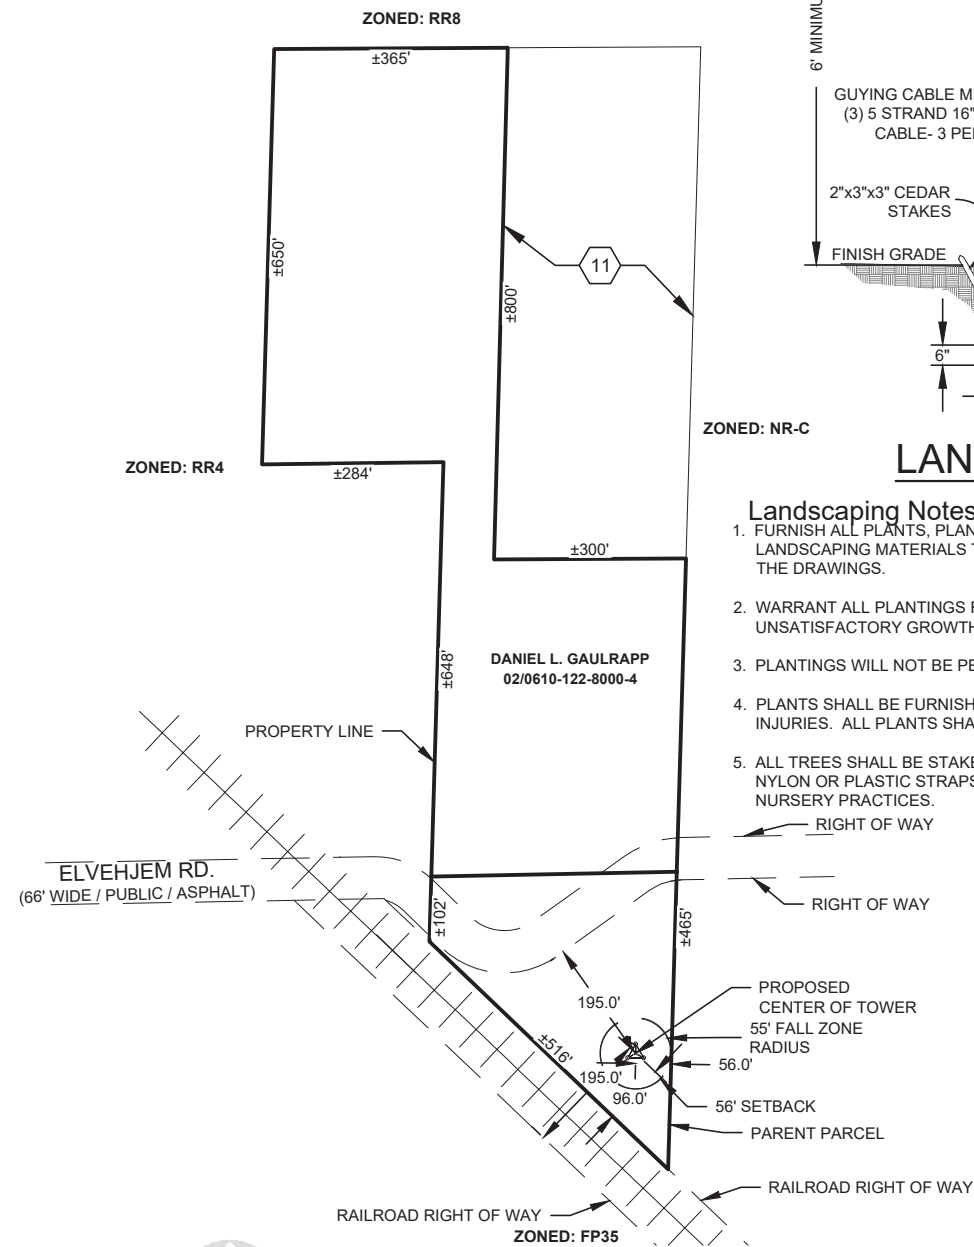 ZONED: RR8
±365'
6' MINIMU
GUYING CABLE
(3) 5 STRAND 16"
CABLE- 3
2"x3"x3" CEDAR
STAKES
FINISH GRADE
6"
±650'
±800'
11
ZONED: NR-C
ZONED: RR4
±284'
±300'
LAN
Landscaping Notes
1. FURNISH ALL PLANTS, PLAN
LANDSCAPING MATERIALS
THE DRAWINGS.
2. WARRANT ALL PLANTINGS
UNSATISFACTORY GROWTH
3. PLANTINGS WILL NOT BE PE
4. PLANTS SHALL BE FURNISH
INJURIES. ALL PLANTS SHA
5. ALL TREES SHALL BE STAKE
NYLON OR PLASTIC STRAPS
NURSERY PRACTICES.
DANIEL L. GAULRAPP
02/0610-122-8000-4
±648'
PROPERTY LINE
RIGHT OF WAY
ELVEHJEM RD.
(66' WIDE / PUBLIC / ASPHALT)
RIGHT OF WAY
±102'
±465'
195.0'
PROPOSED
CENTER OF TOWER
55' FALL ZONE
RADIUS
±516'
56.0'
195.0'
96.0'
56' SETBACK
PARENT PARCEL
RAILROAD RIGHT OF WAY
RAILROAD RIGHT OF WAY
ZONED: FP35